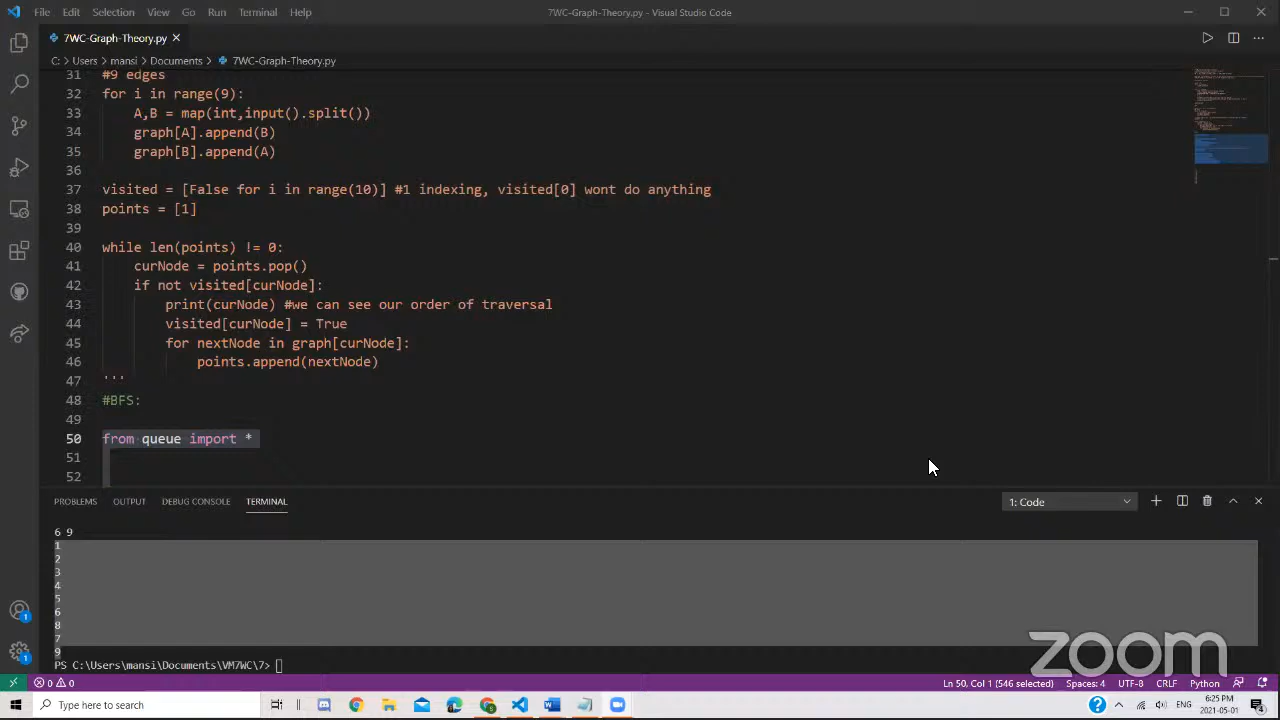 File Edit Selection View Go Run Terminal Help 7WC-Graph-Theory.py - Visual Studio Code
7WC-Graph-Theory.py
C: > Users > mansi > Documents > 7WC-Graph-Theory.py
31 #9 edges
32 for i in range(9):
33 A,B = map(int,input().split())
34 graph[A].append(B)
35 graph[B].append(A)
36
37 visited = [False for i in range(10)] #1 indexing, visited[0] wont do anything
38 points = [1]
39
40 while len(points) != 0:
41 curNode = points.pop()
42 if not visited[curNode]:
43 print(curNode) #we can see our order of traversal
44 visited[curNode] = True
45 for nextNode in graph[curNode]:
46 points.append(nextNode)
47 '''
48 #BFS:
49
50 from queue import *
51
52
PROBLEMS OUTPUT DEBUG CONSOLE TERMINAL 1: Code
6 9
1
2
3
4
5
6
8
7
9
PS C:\Users\mansi\Documents\VM7WC\7>
zoom
1
1
0 0 Ln 50, Col 1 (546 selected) Spaces: 4 UTF-8 CRLF Python
Type here to search ENG 6:25 PM
2021-05-01